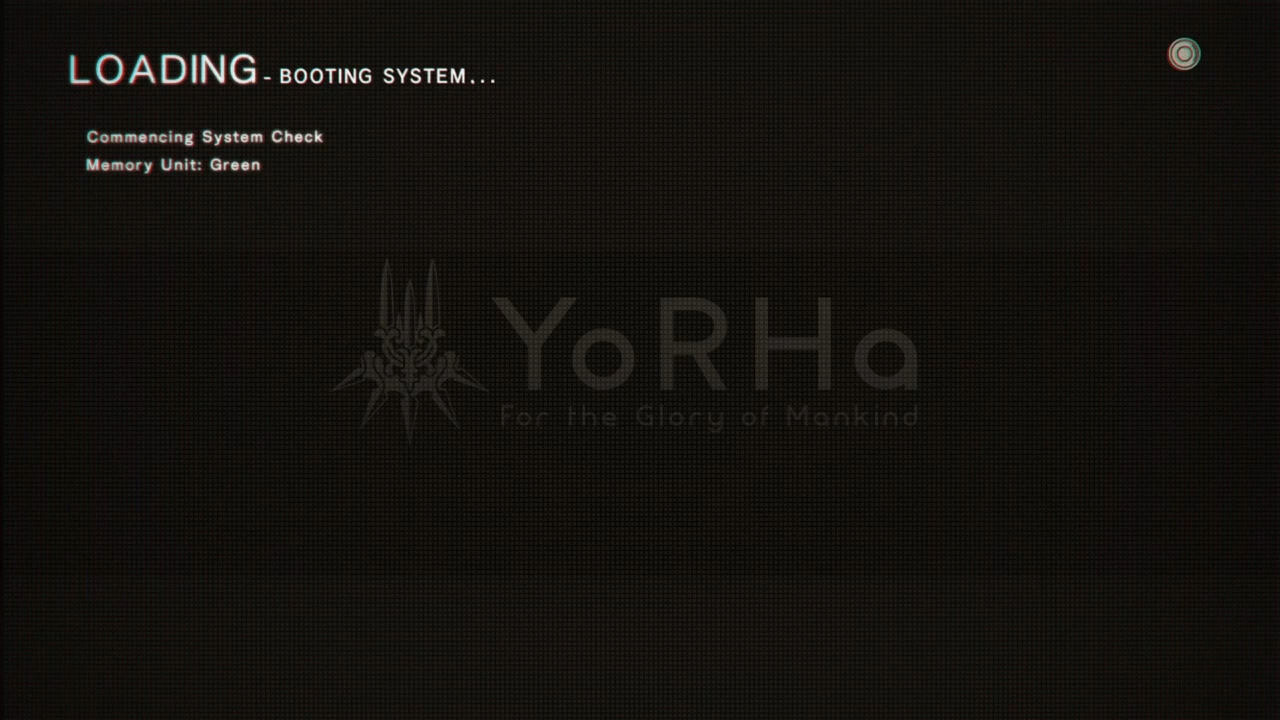 LOADING - BOOTING SYSTEM...
Commencing System Check
Memory Unit: Green
YoRHa
For the Glory of Mankind